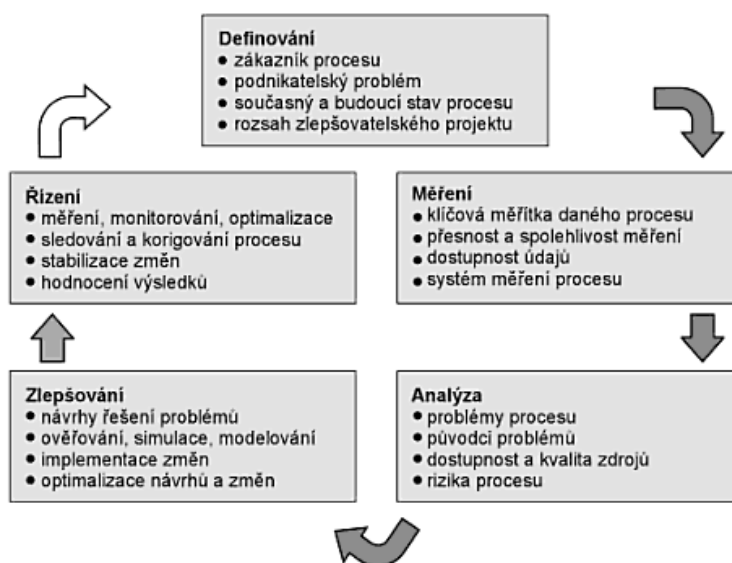 Definování
● zákazník procesu
● podnikatelský problém
● současný a budoucí stav procesu
● rozsah zlepšovatelského projektu
Měření
● klíčová měřítka daného procesu
● přesnost a spolehlivost měření
● dostupnost údajů
● systém měření procesu
Analýza
● problémy procesu
● původci problémů
● dostupnost a kvalita zdrojů
● rizika procesu
Zlepšování
● návrhy řešení problémů
● ověřování, simulace, modelování
● implementace změn
● optimalizace návrhů a změn
Řízení
● měření, monitorování, optimalizace
● sledování a korigování procesu
● stabilizace změn
● hodnocení výsledků